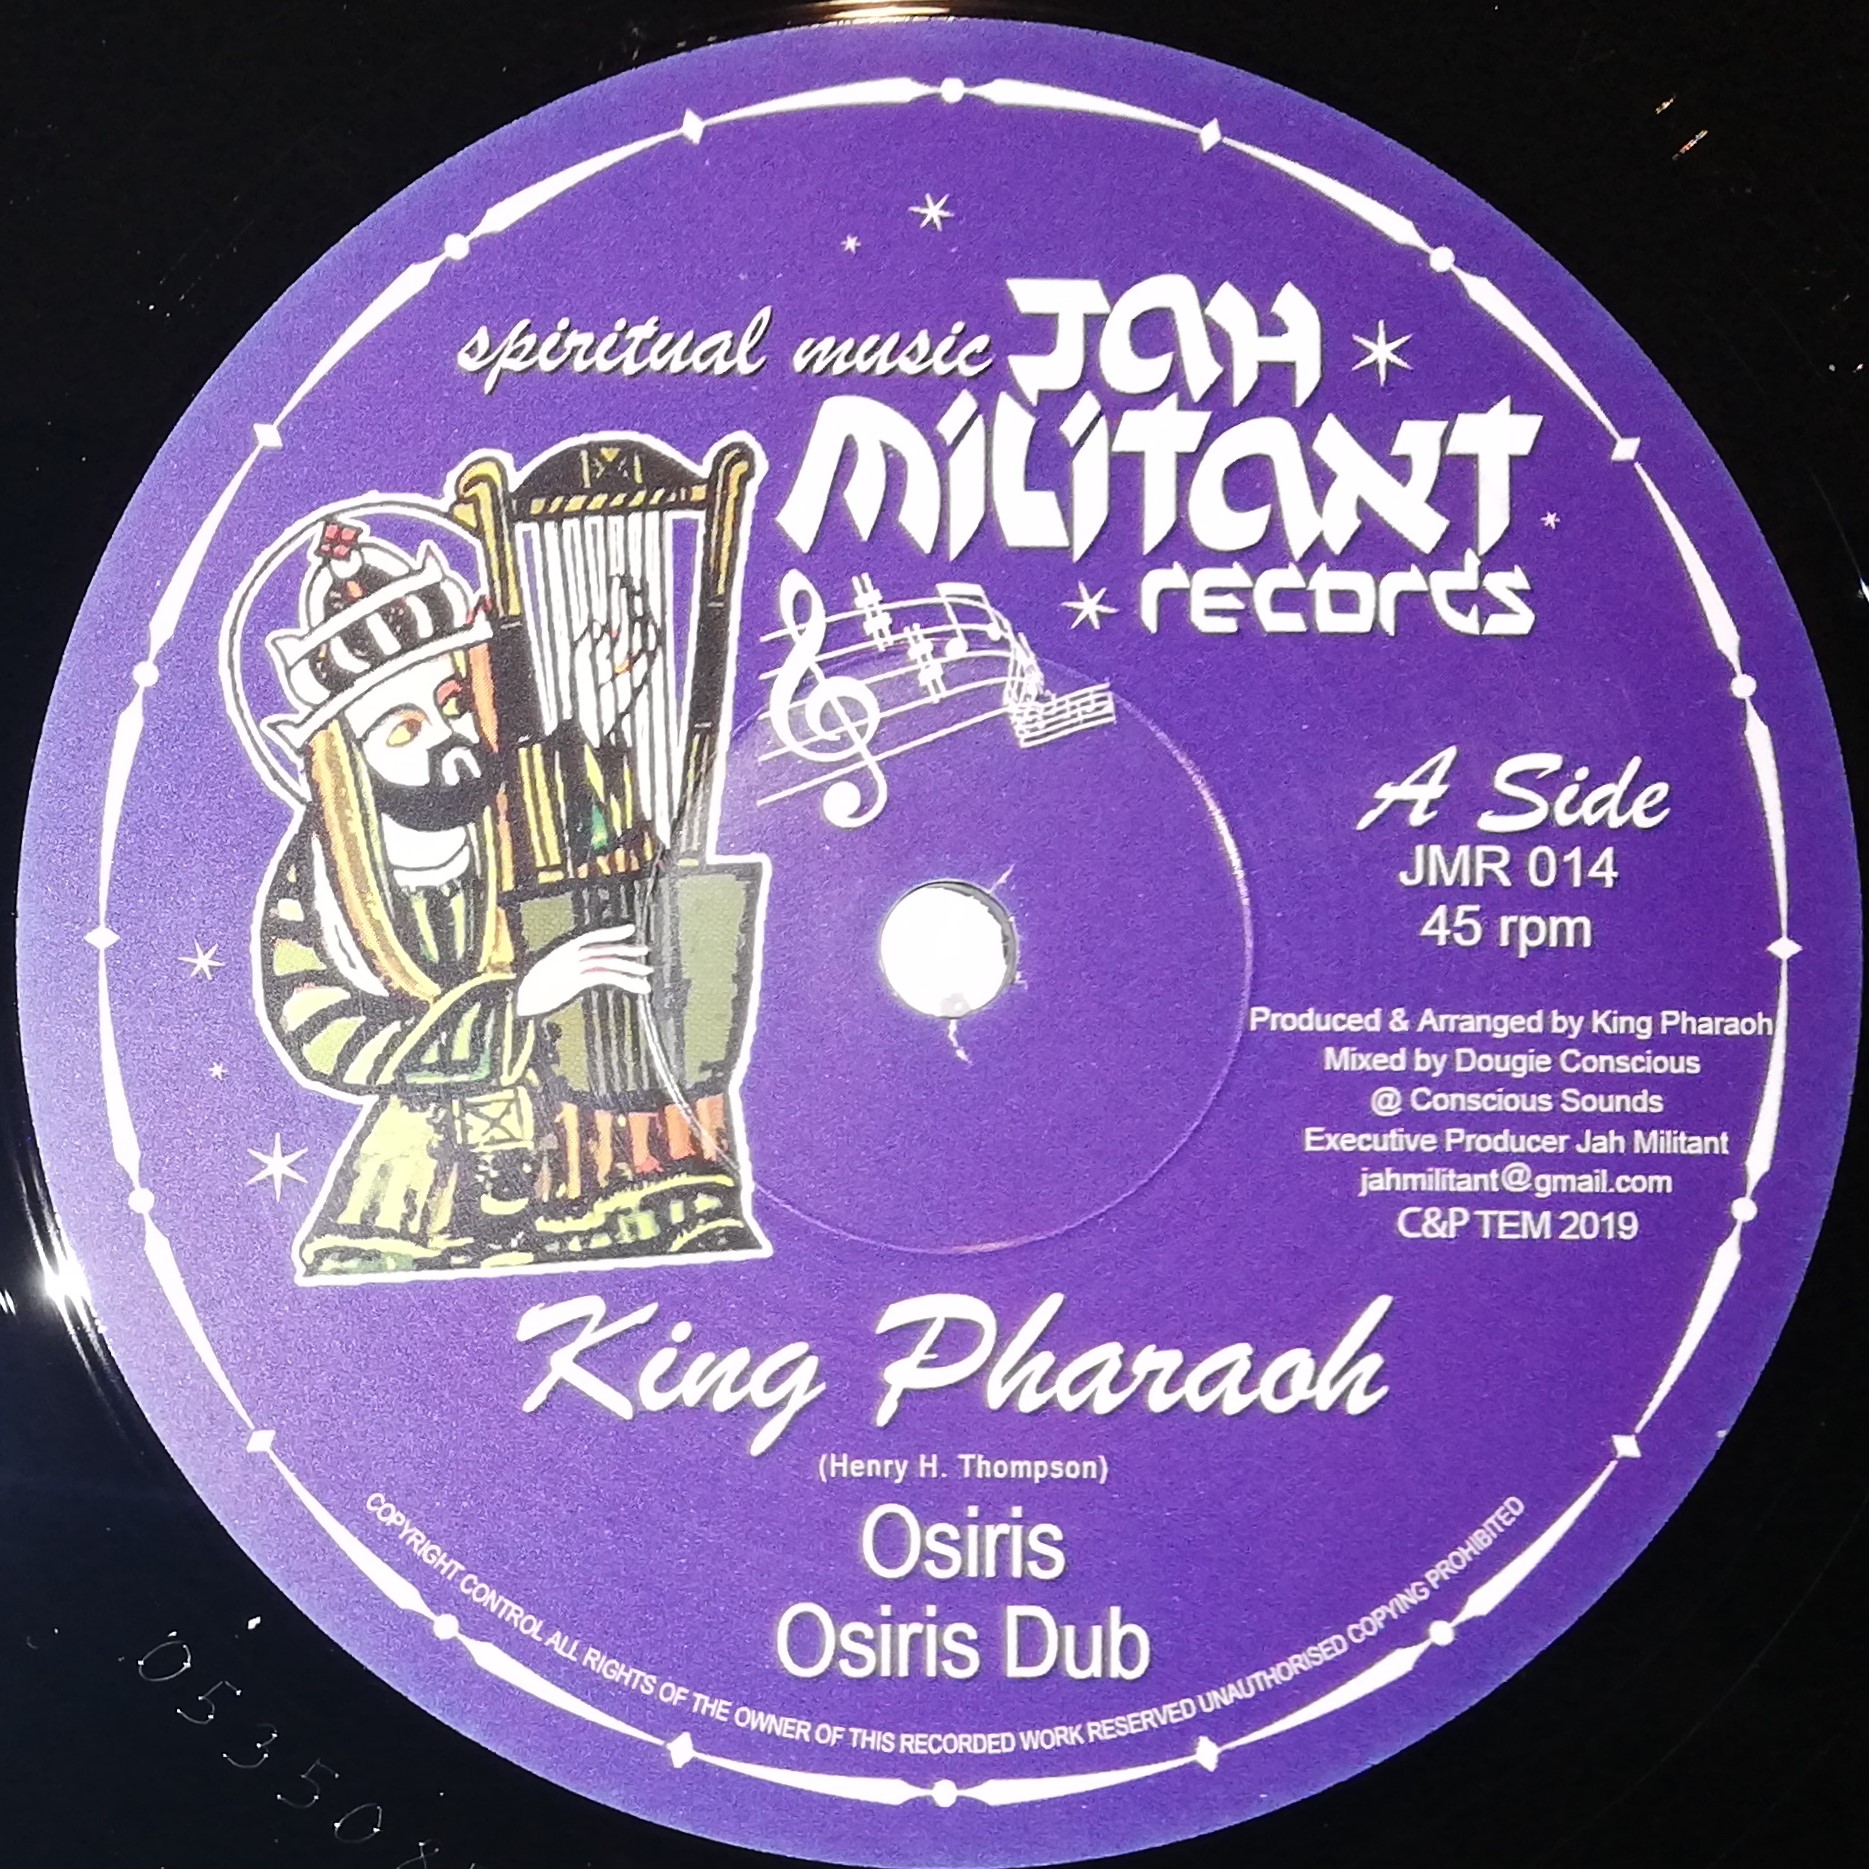 spiritual music
JAH
MILITANT
records
A Side
JMR 014
45 rpm
Produced & Arranged by King Pharaoh
Mixed by Dougie Conscious
@ Conscious Sounds
Executive Producer Jah Militant
jahmilitant@gmail.com
C&P TEM 2019
King Pharaoh
(Henry H. Thompson)
Osiris
Osiris Dub
COPYRIGHT CONTROL ALL RIGHTS OF THE OWNER OF THIS RECORDED WORK RESERVED UNAUTHORISED COPYING PROHIBITED